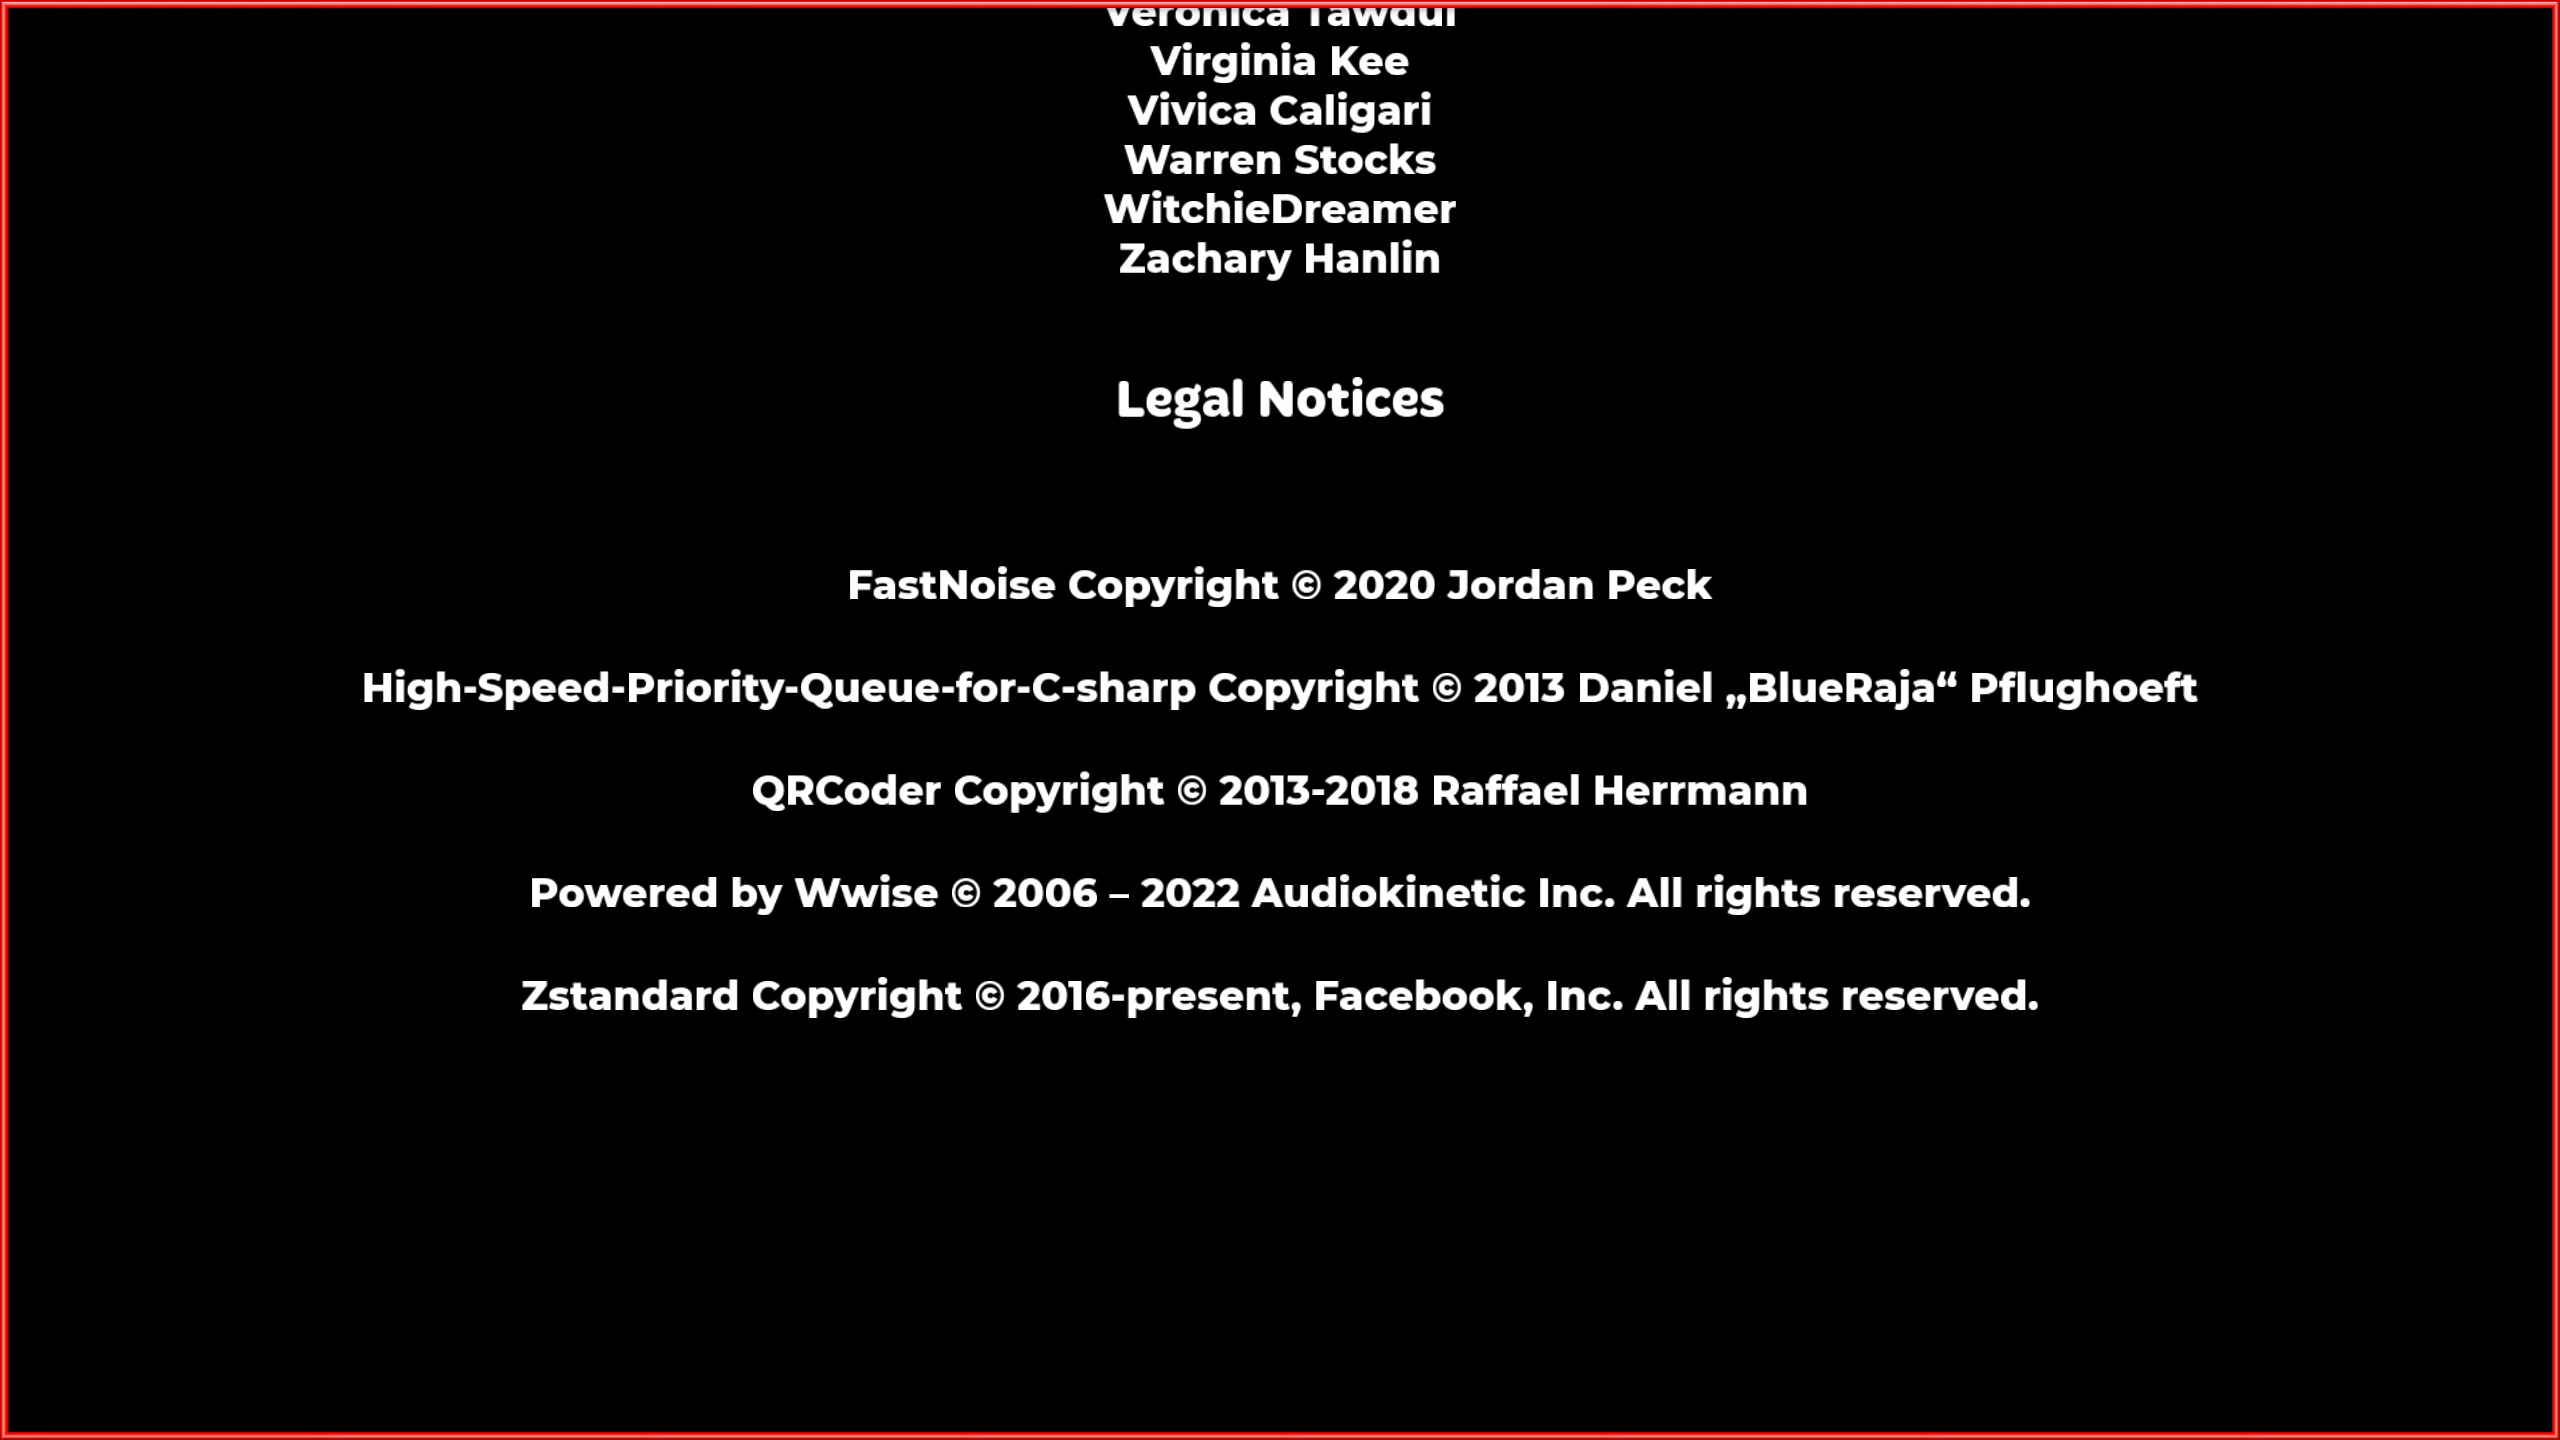 Veronica Tawdul
Virginia Kee
Vivica Caligari
Warren Stocks
WitchieDreamer
Zachary Hanlin
Legal Notices
FastNoise Copyright © 2020 Jordan Peck
High-Speed-Priority-Queue-for-C-sharp Copyright © 2013 Daniel „BlueRaja“ Pflughoeft
QRCoder Copyright © 2013-2018 Raffael Herrmann
Powered by Wwise © 2006 – 2022 Audiokinetic Inc. All rights reserved.
Zstandard Copyright © 2016-present, Facebook, Inc. All rights reserved.